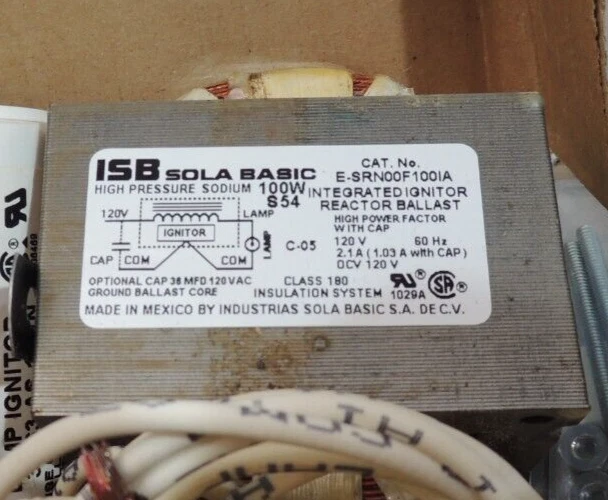 ISB SOLA BASIC
HIGH PRESSURE SODIUM 100W
S54
CAT. No.
E-SRN00F100IA
INTEGRATED IGNITOR
REACTOR BALLAST
HIGH POWER FACTOR
WITH CAP
120 V 60 Hz
2.1 A (1.03 A with CAP)
OCV 120 V
120V
LAMP
IGNITOR
LAMP
C-05
CAP
COM
COM
OPTIONAL CAP 36 MFD 120 VAC
GROUND BALLAST CORE
CLASS 180
INSULATION SYSTEM
1029A
MADE IN MEXICO BY INDUSTRIAS SOLA BASIC S.A. DE C.V.
MP IGNITOR